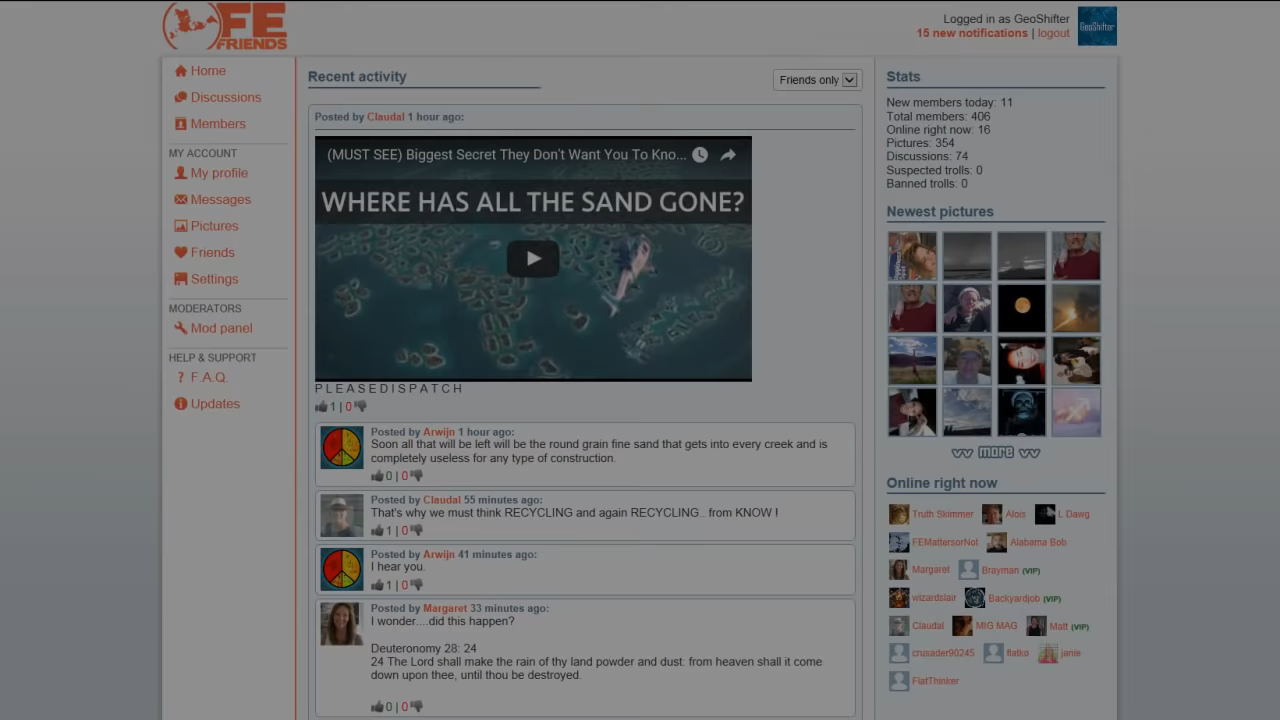 FE
FRIENDS
Logged in as GeoShifter
15 new notifications | logout
GeoShifter
Home
Discussions
Members
MY ACCOUNT
My profile
Messages
Pictures
Friends
Settings
MODERATORS
Mod panel
HELP & SUPPORT
? F.A.Q.
Updates
Recent activity
Friends only
Posted by Claudal 1 hour ago:
(MUST SEE) Biggest Secret They Don't Want You To Kno...
WHERE HAS ALL THE SAND GONE?
P L E A S E D I S P A T C H
1 | 0
Posted by Arwijn 1 hour ago:
Soon all that will be left will be the round grain fine sand that gets into every creek and is
completely useless for any type of construction.
0 | 0
Posted by Claudal 55 minutes ago:
That's why we must think RECYCLING and again RECYCLING.. from KNOW !
1 | 0
Posted by Arwijn 41 minutes ago:
I hear you.
1 | 0
Posted by Margaret 33 minutes ago:
I wonder....did this happen?
Deuteronomy 28: 24
24 The Lord shall make the rain of thy land powder and dust: from heaven shall it come
down upon thee, until thou be destroyed.
0 | 0
Stats
New members today: 11
Total members: 406
Online right now: 16
Pictures: 354
Discussions: 74
Suspected trolls: 0
Banned trolls: 0
Newest pictures
more
Online right now
Truth Skimmer Alois L Dawg
FEMattersorNot Alabama Bob
Margaret Brayman (VIP)
wizardslair Backyardjob (VIP)
Claudal MIG MAG Matt (VIP)
crusader90245 flatko janie
FlatThinker